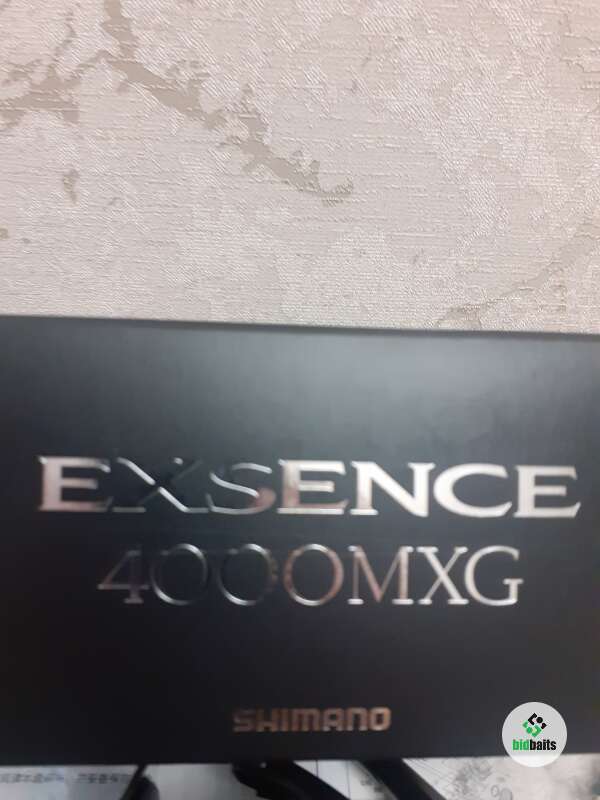 EXSENCE
4000MXG
SHIMANO
bidbaits